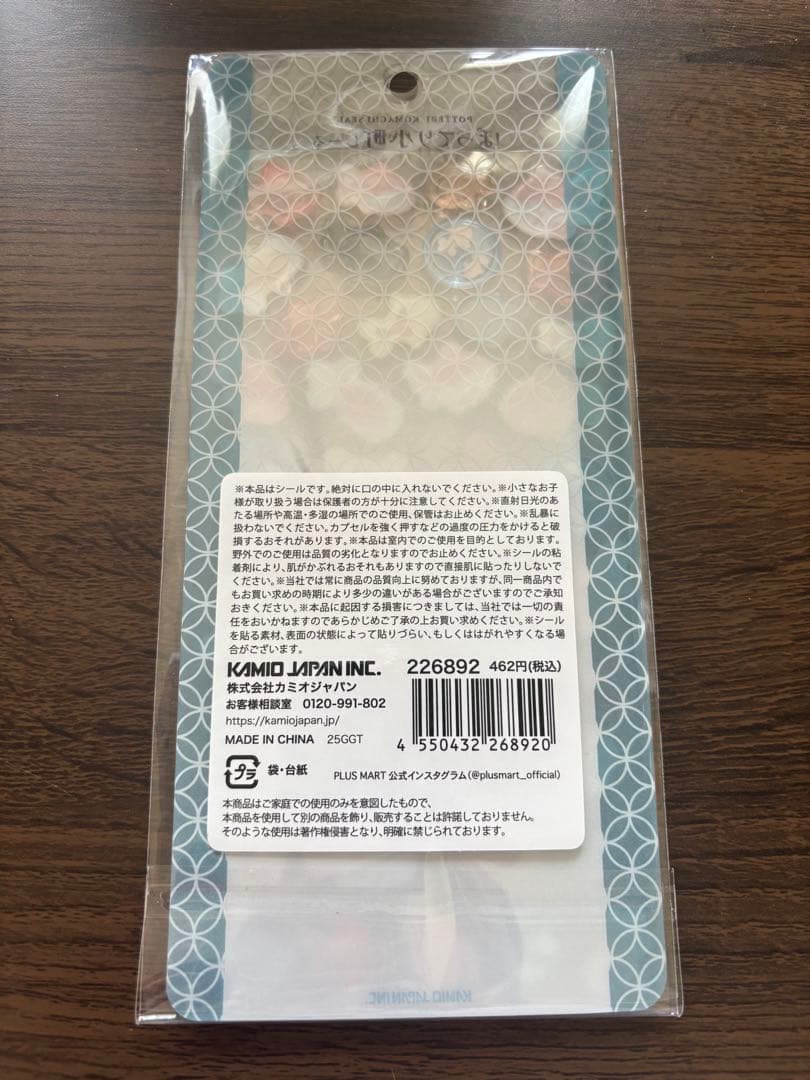 POTTERI KOMACHI SEAL
ぽってり小町シール
※本品はシールです。絶対に口の中に入れないでください。※小さなお子
様が取り扱う場合は保護者の方が十分に注意してください。※直射日光のあ
たる場所や高温・多湿の場所でのご使用、保管はお止めください。※乱暴に
扱わないでください。カプセルを強く押すなどの過度の圧力をかけると破
損するおそれがあります。※本品は室内でのご使用を目的としております。
野外でのご使用は品質の劣化となりますのでお止めください。※シールの粘
着剤により、肌がかぶれるおそれもありますので直接肌に貼ったりしないで
ください。※当社では常に商品の品質向上に努めておりますが、同一商品内で
もお買い求めの時期により多少の違いがある場合がございますのでご承知
おきください。※本品に起因する損害につきましては、当社では一切の責
任をおいかねますのであらかじめご了承の上お買い求めください。※シール
を貼る素材、表面の状態によって貼りづらい、もしくははがれやすくなる場
合がございます。
KAMIO JAPAN INC. 226892 462円(税込)
株式会社カミオジャパン
お客様相談室 0120-991-802
https://kamiojapan.jp/
MADE IN CHINA 25GGT
4 550432 268920
プラ 袋・台紙 PLUS MART 公式インスタグラム(@plusmart_official)
本商品はご家庭での使用のみを意図したもので、
本商品を使用して別の商品を飾り、販売することは許諾しておりません。
そのような使用は著作権侵害となり、明確に禁じられております。
KAMIO JAPAN INC.